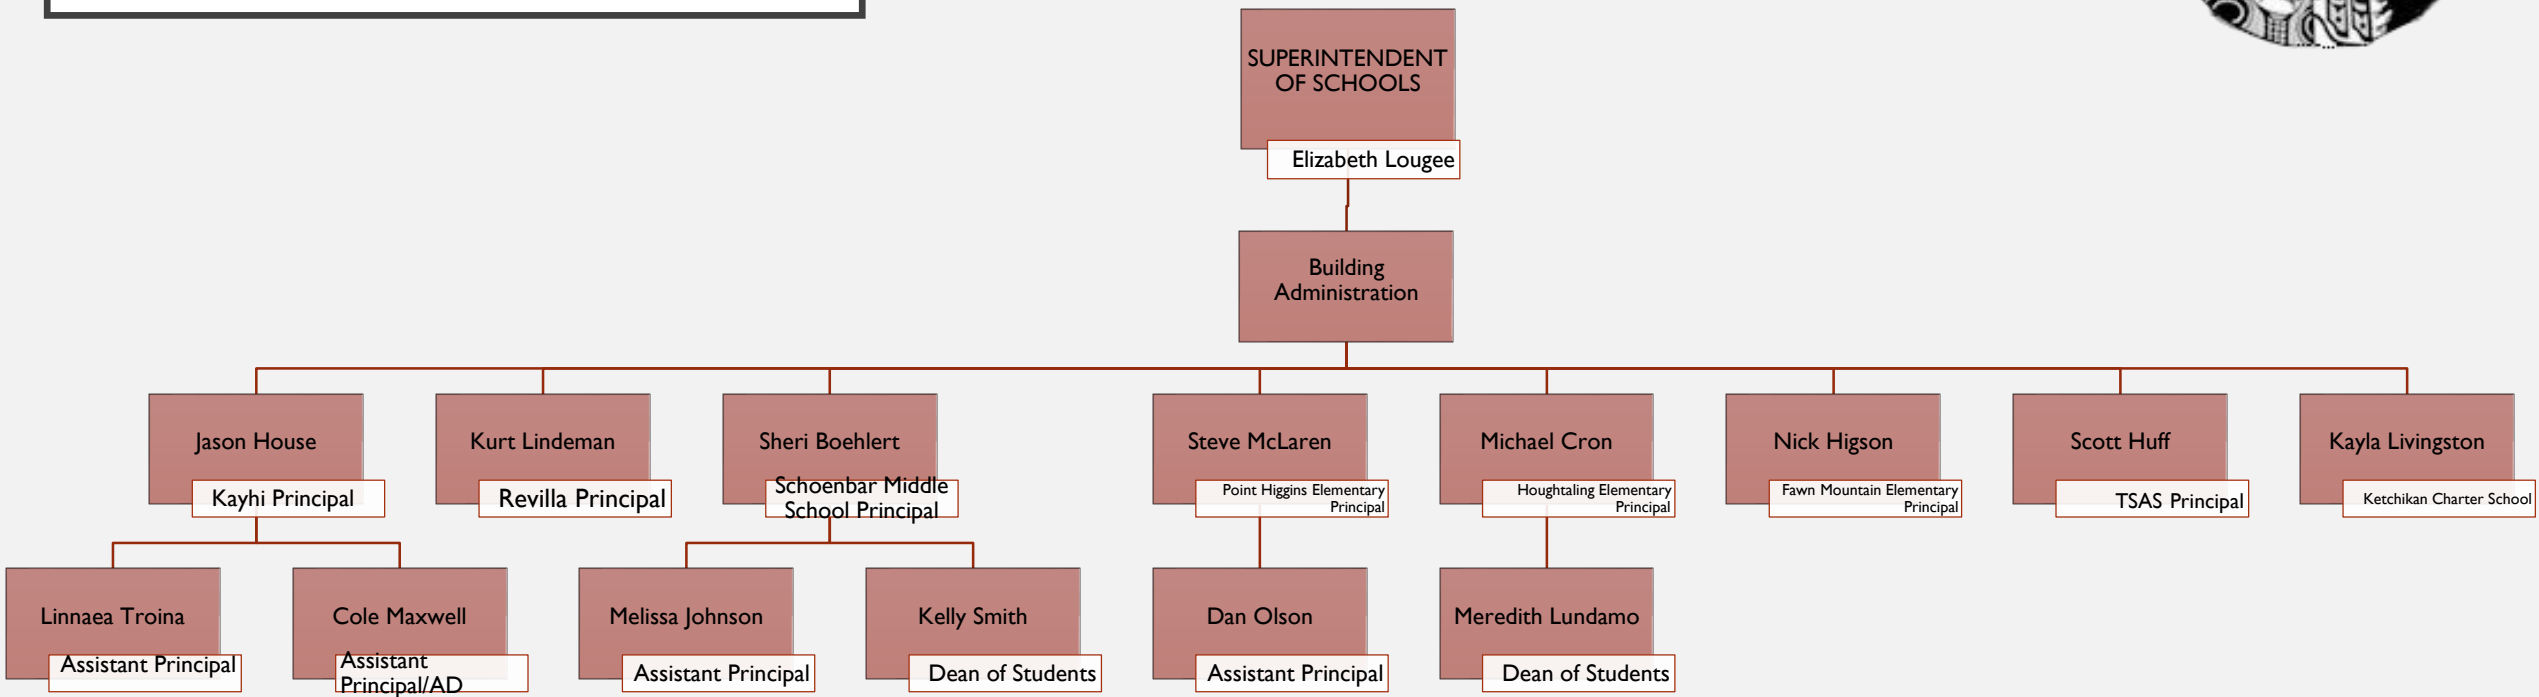 SUPERINTENDENT
OF SCHOOLS
Elizabeth Lougee
Building
Administration
Jason House
Kayhi Principal
Kurt Lindeman
Revilla Principal
Sheri Boehlert
Schoenbar Middle
School Principal
Steve McLaren
Point Higgins Elementary
Principal
Michael Cron
Houghtaling Elementary
Principal
Nick Higson
Fawn Mountain Elementary
Principal
Scott Huff
TSAS Principal
Kayla Livingston
Ketchikan Charter School
Linnaea Troina
Assistant Principal
Cole Maxwell
Assistant
Principal/AD
Melissa Johnson
Assistant Principal
Kelly Smith
Dean of Students
Dan Olson
Assistant Principal
Meredith Lundamo
Dean of Students